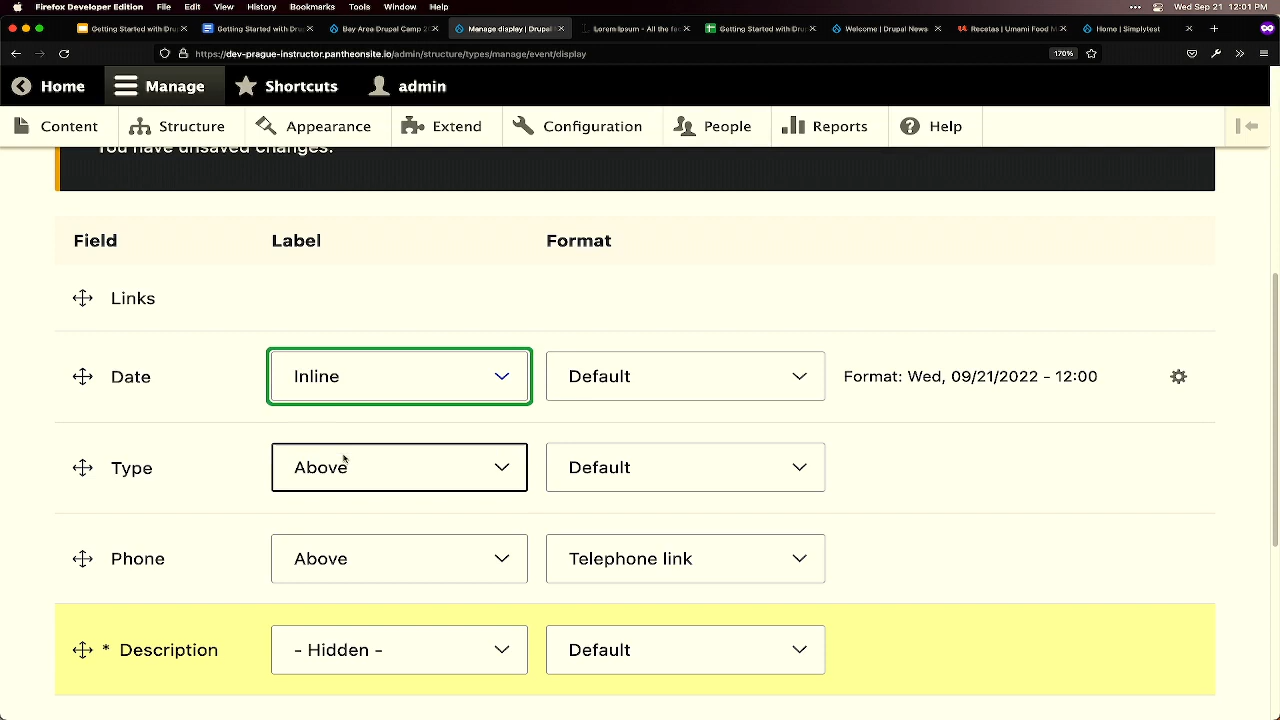 Firefox Developer Edition File Edit View History Bookmarks Tools Window Help Wed Sep 21 12:01 PM
Getting Started with Dru Getting Started with Dru Bay Area Drupal Camp 20 Manage display | Drupal Lorem Ipsum - All the fac Getting Started with Dru Welcome | Drupal News Recetas | Umami Food M Home | Simplytest
https://dev-prague-instructor.pantheonsite.io/admin/structure/types/manage/event/display 170%
Home Manage Shortcuts admin
Content Structure Appearance Extend Configuration People Reports Help
You have unsaved changes.
Field Label Format
Links
Date Inline Default Format: Wed, 09/21/2022 - 12:00
Type Above Default
Phone Above Telephone link
* Description - Hidden - Default